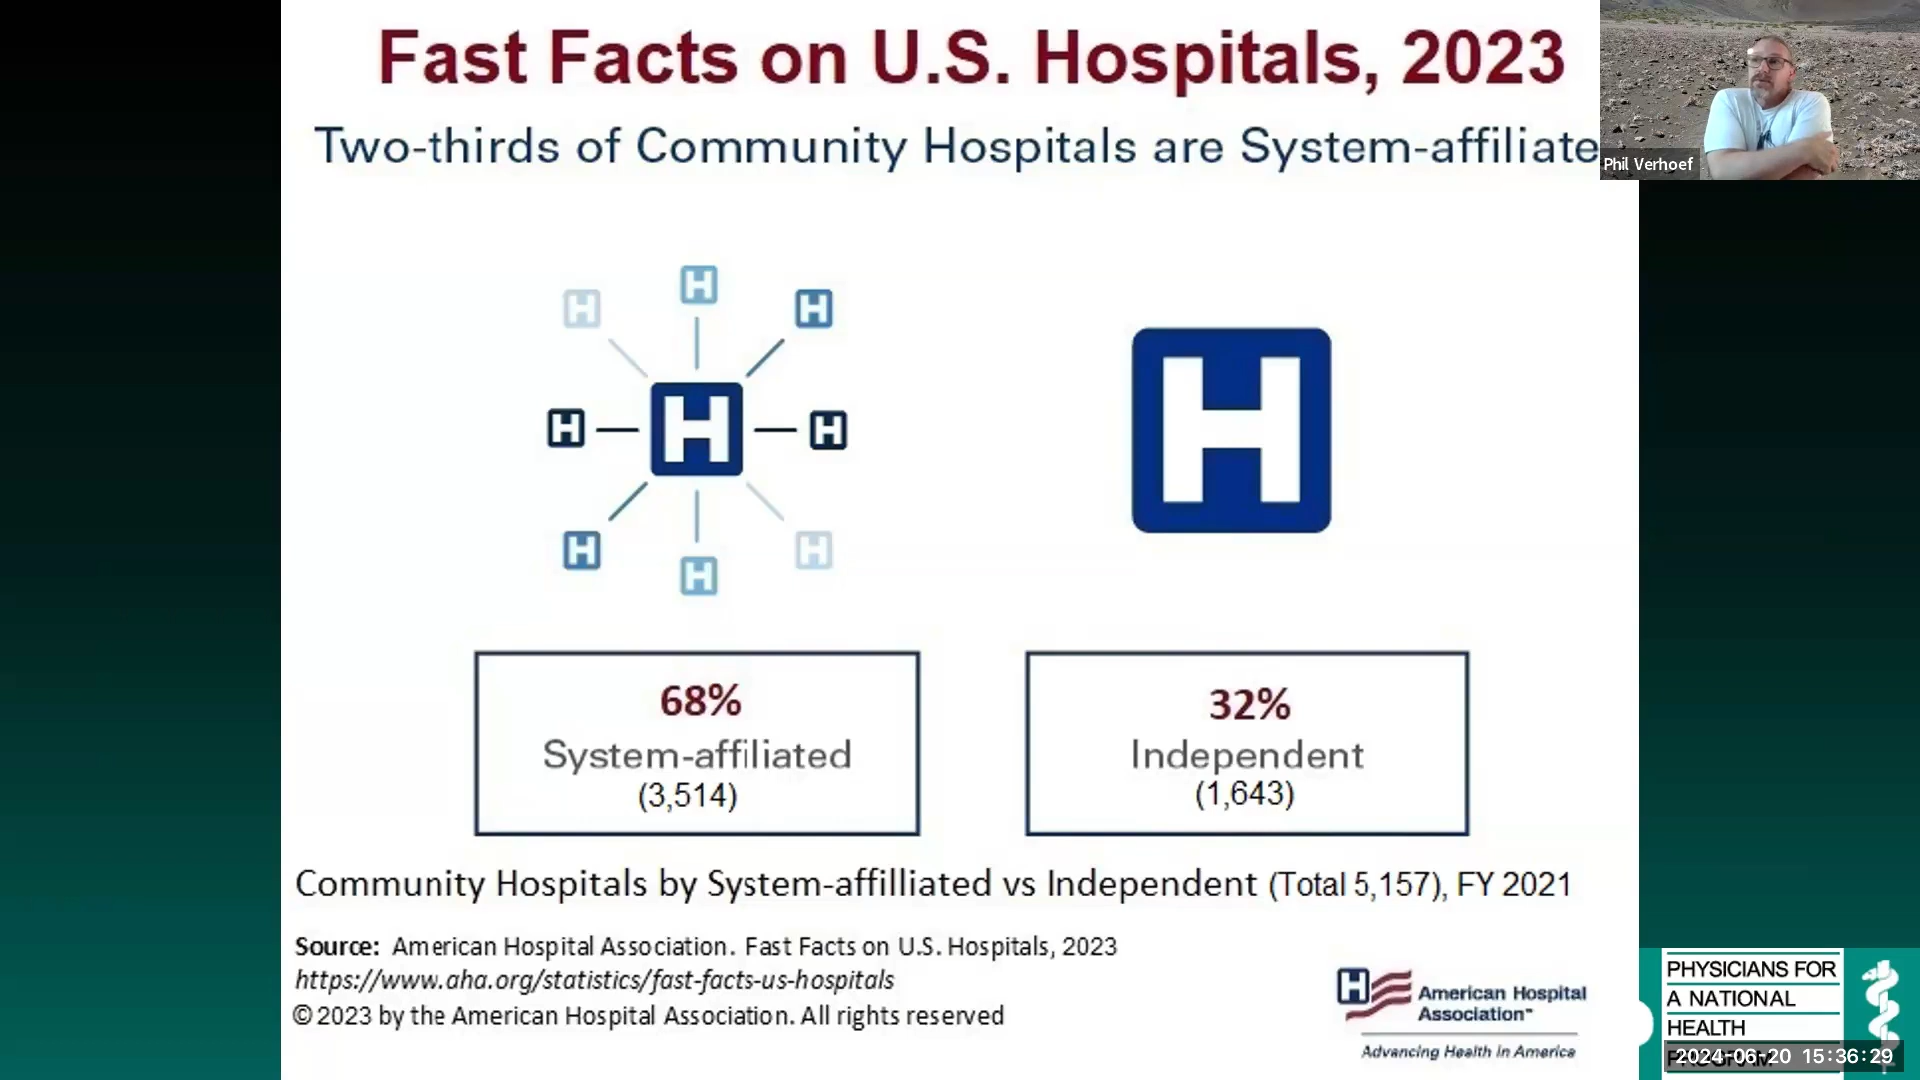 Fast Facts on U.S. Hospitals, 2023
Two-thirds of Community Hospitals are System-affiliate
Phil Verhoef
H
H
H
H
H
H
H
H
H
H
68%
System-affiliated
(3,514)
32%
Independent
(1,643)
Community Hospitals by System-affilliated vs Independent (Total 5,157), FY 2021
Source: American Hospital Association. Fast Facts on U.S. Hospitals, 2023
https://www.aha.org/statistics/fast-facts-us-hospitals
©2023 by the American Hospital Association. All rights reserved
H
American Hospital
Association™
Advancing Health in America
PHYSICIANS FOR
A NATIONAL
HEALTH
PROGRAM
2024-06-20 15:36:29